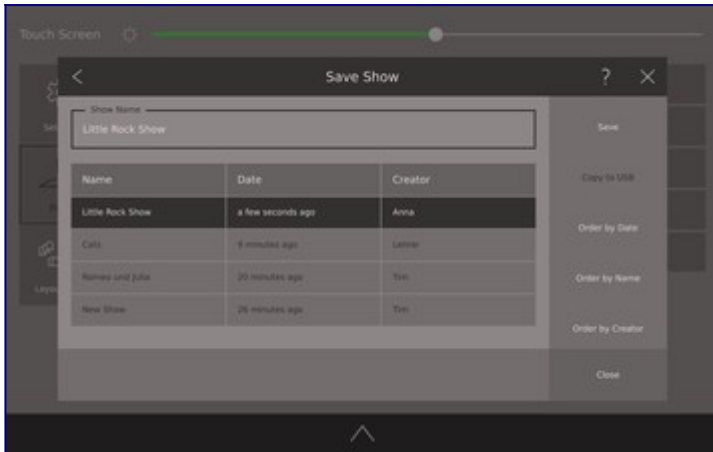 Touch Screen
Save Show
?
Show Name
Little Rock Show
Save
Name Date Creator
Copy to USB
Little Rock Show a few seconds ago Anna
Order by Date
Cats 9 minutes ago
Romeo und Julia 20 minutes ago Tim
Order by Name
New Show 26 minutes ago Tim
Order by Creator
Close